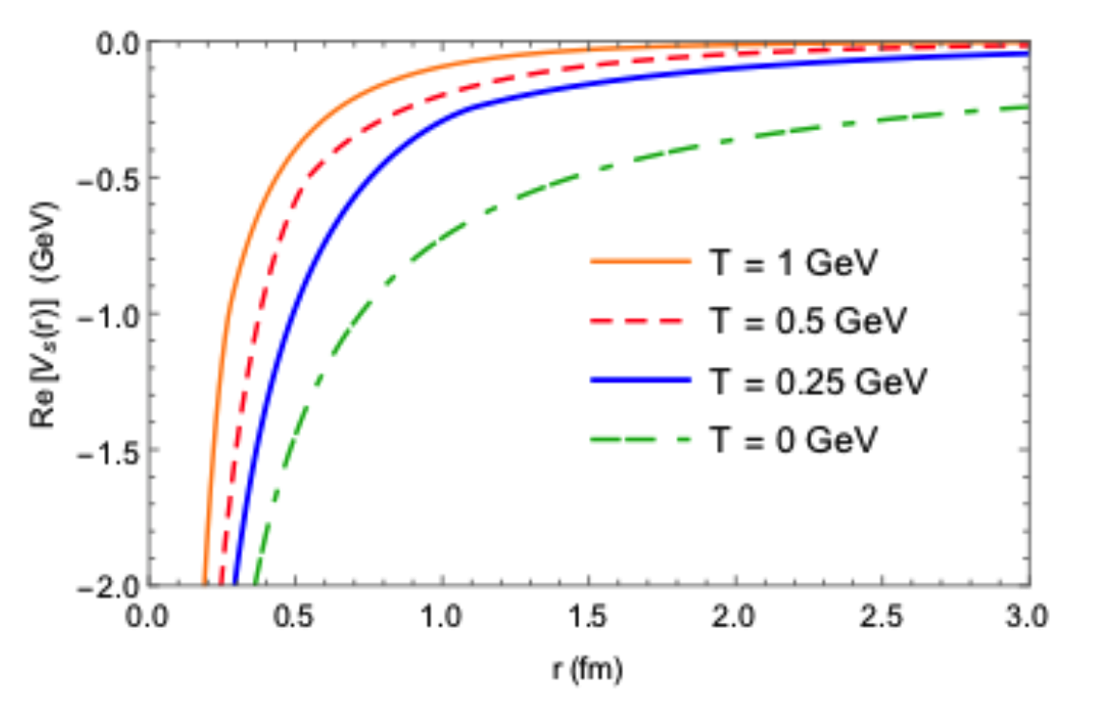 0.0
−0.5
−1.0
−1.5
−2.0
Re [Vs(r)] (GeV)
T = 1 GeV
T = 0.5 GeV
T = 0.25 GeV
T = 0 GeV
0.0 0.5 1.0 1.5 2.0 2.5 3.0
r (fm)